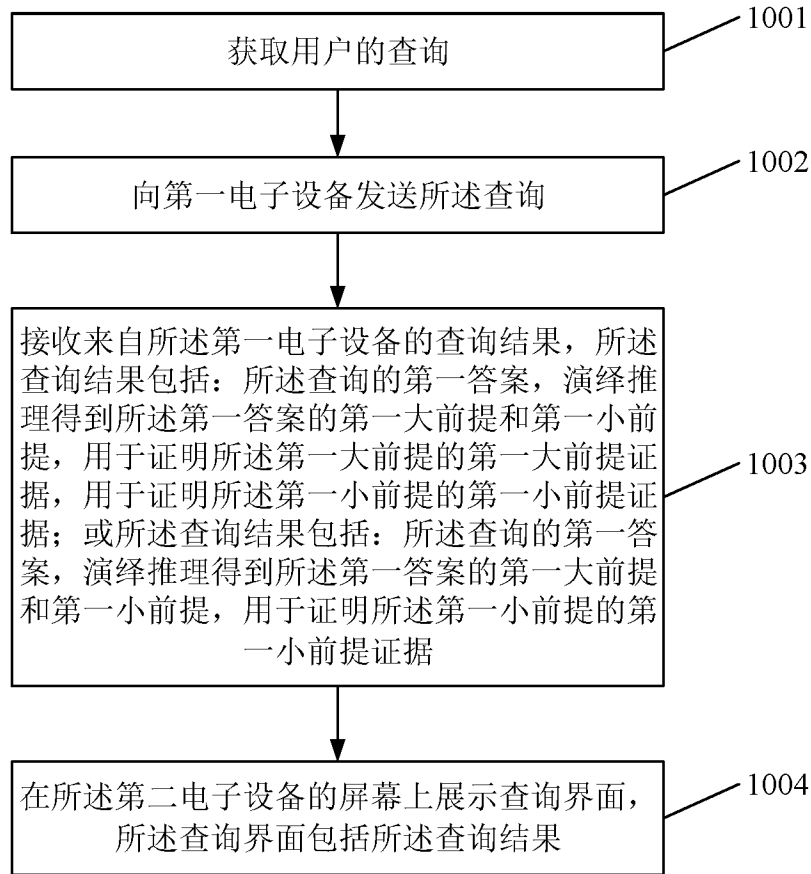 获取用户的查询
1001
向第一电子设备发送所述查询
1002
接收来自所述第一电子设备的查询结果，所述
查询结果包括：所述查询的第一答案，演绎推
理得到所述第一答案的第一大前提和第一小前
提，用于证明所述第一大前提的第一大前提证
据，用于证明所述第一小前提的第一小前提证
据；或所述查询结果包括：所述查询的第一答
案，演绎推理得到所述第一答案的第一大前提
和第一小前提，用于证明所述第一小前提的第
一小前提证据
1003
在所述第二电子设备的屏幕上展示查询界面，
所述查询界面包括所述查询结果
1004